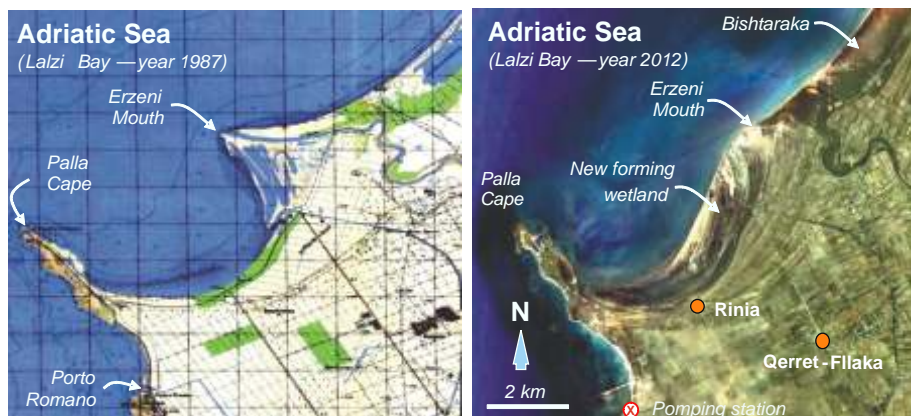 Adriatic Sea
(Lalzi Bay — year 1987)
Erzeni
Mouth
Palla
Cape
Porto
Romano
Adriatic Sea
(Lalzi Bay — year 2012)
Bishtaraka
Erzeni
Mouth
New forming
wetland
Palla
Cape
N
2 km
Rinia
Qerret - Fllaka
X
Pomping station